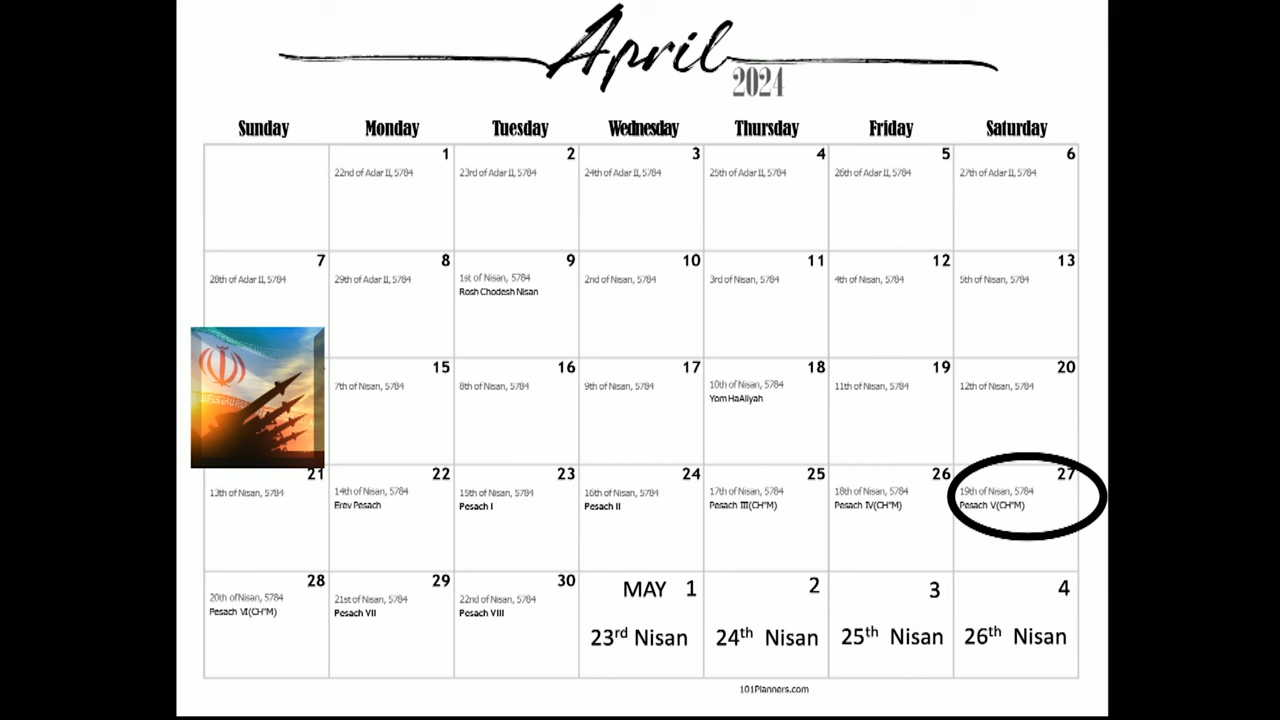 April
2024
Sunday Monday Tuesday Wednesday Thursday Friday Saturday
1 2 3 4 5 6
22nd of Adar II, 5784 23rd of Adar II, 5784 24th of Adar II, 5784 25th of Adar II, 5784 26th of Adar II, 5784 27th of Adar II, 5784
7 8 9 10 11 12 13
28th of Adar II, 5784 29th of Adar II, 5784 1st of Nisan, 5784 2nd of Nisan, 5784 3rd of Nisan, 5784 4th of Nisan, 5784 5th of Nisan, 5784
Rosh Chodesh Nisan
15 16 17 18 19 20
7th of Nisan, 5784 8th of Nisan, 5784 9th of Nisan, 5784 10th of Nisan, 5784 11th of Nisan, 5784 12th of Nisan, 5784
Yom HaAliyah
21 22 23 24 25 26 27
13th of Nisan, 5784 14th of Nisan, 5784 15th of Nisan, 5784 16th of Nisan, 5784 17th of Nisan, 5784 18th of Nisan, 5784 19th of Nisan, 5784
Erev Pesach Pesach I Pesach II Pesach III(CH"M) Pesach IV(CH"M) Pesach V(CH"M)
28 29 30 MAY 1 2 3 4
20th of Nisan, 5784 21st of Nisan, 5784 22nd of Nisan, 5784
Pesach VI(CH"M) Pesach VII Pesach VIII
23rd Nisan 24th Nisan 25th Nisan 26th Nisan
101Planners.com